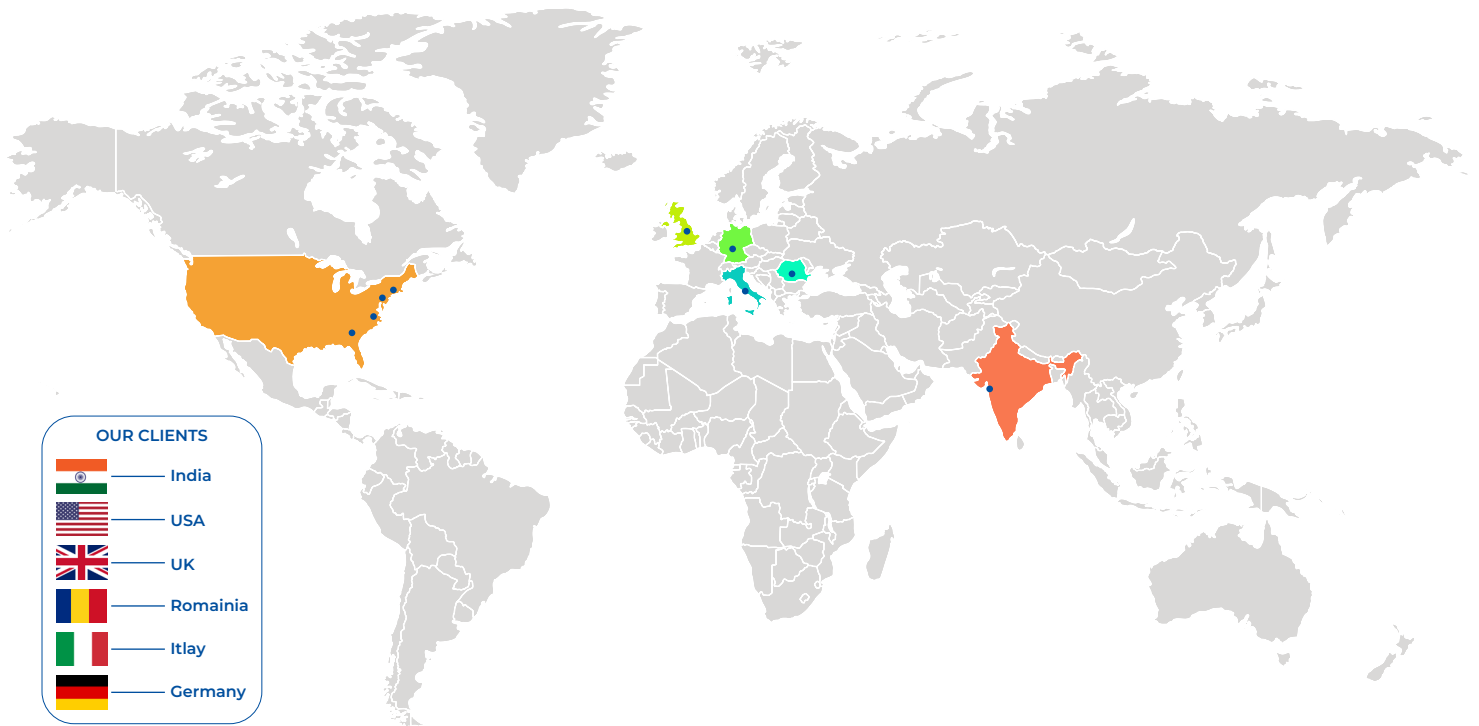 OUR CLIENTS
India
USA
UK
Romainia
Itlay
Germany